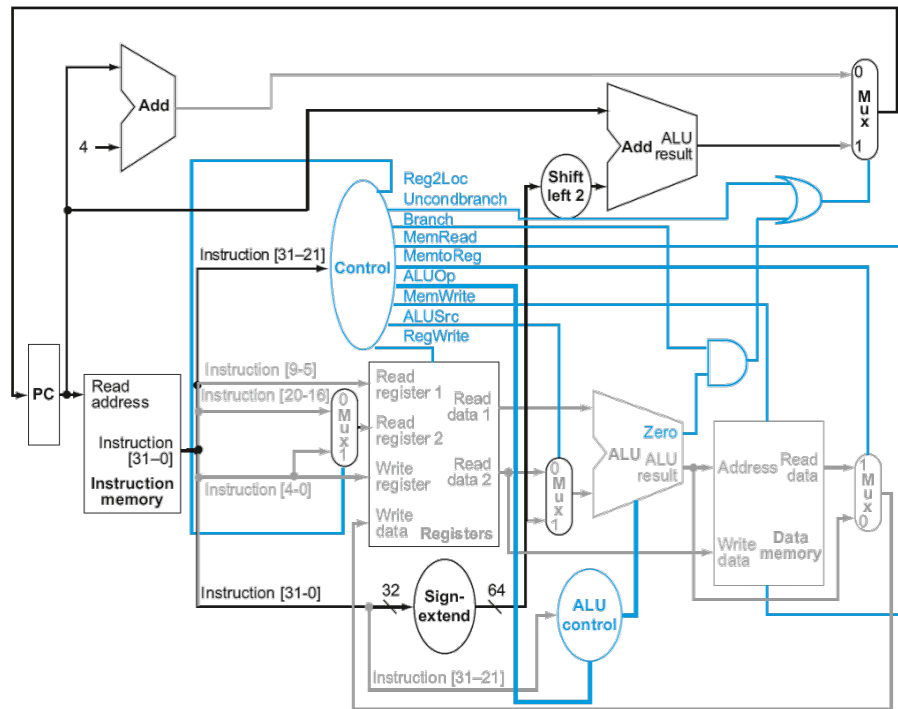 Add
4
Add
ALU
result
0
Mux
1
Shift
left 2
Reg2Loc
Uncondbranch
Branch
MemRead
MemtoReg
ALUOp
MemWrite
ALUSrc
RegWrite
Instruction [31–21]
Control
PC
Read
address
Instruction
[31–0]
Instruction
memory
Instruction [9-5]
Instruction [20-16]
Instruction [4-0]
0
Mux
1
Read
register 1
Read
register 2
Write
register
Write
data
Read
data 1
Read
data 2
Registers
0
Mux
1
Zero
ALU
ALU
result
Address
Read
data
Write
data
Data
memory
1
Mux
0
Instruction [31-0]
32
Sign-
extend
64
ALU
control
Instruction [31–21]